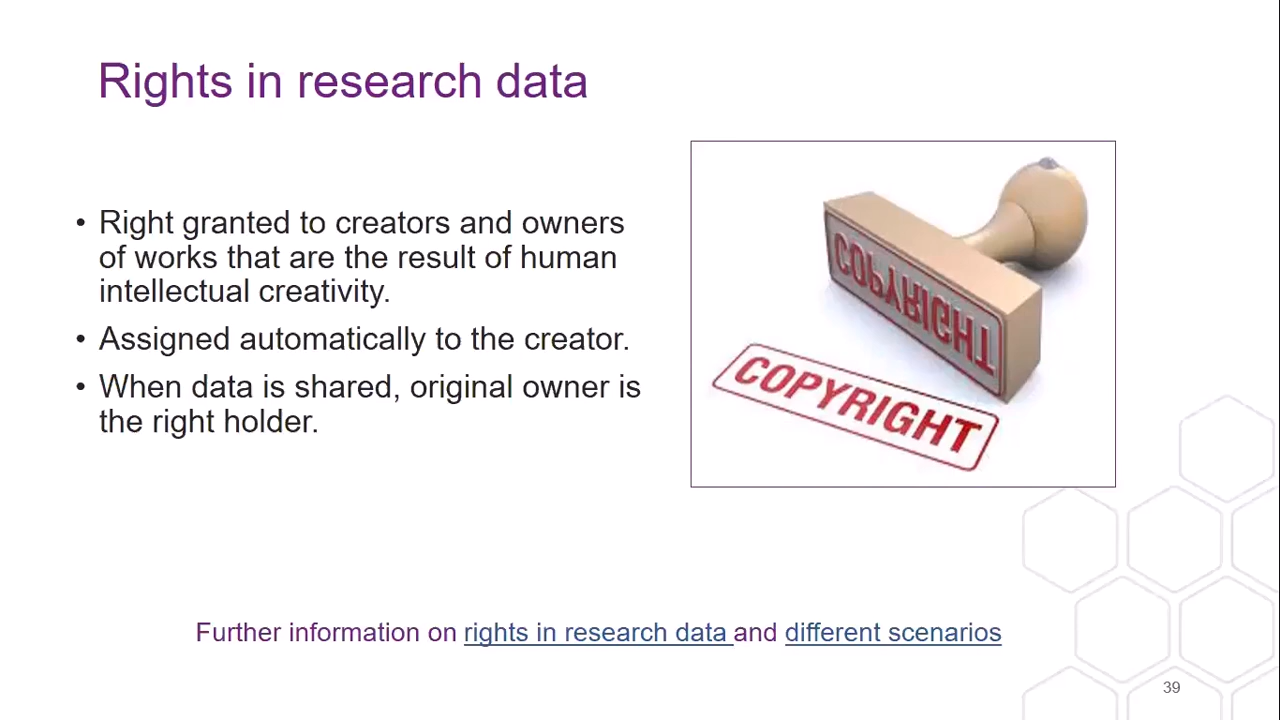 Rights in research data
• Right granted to creators and owners
of works that are the result of human
intellectual creativity.
• Assigned automatically to the creator.
• When data is shared, original owner is
the right holder.
COPYRIGHT
COPYRIGHT
Further information on rights in research data and different scenarios
39